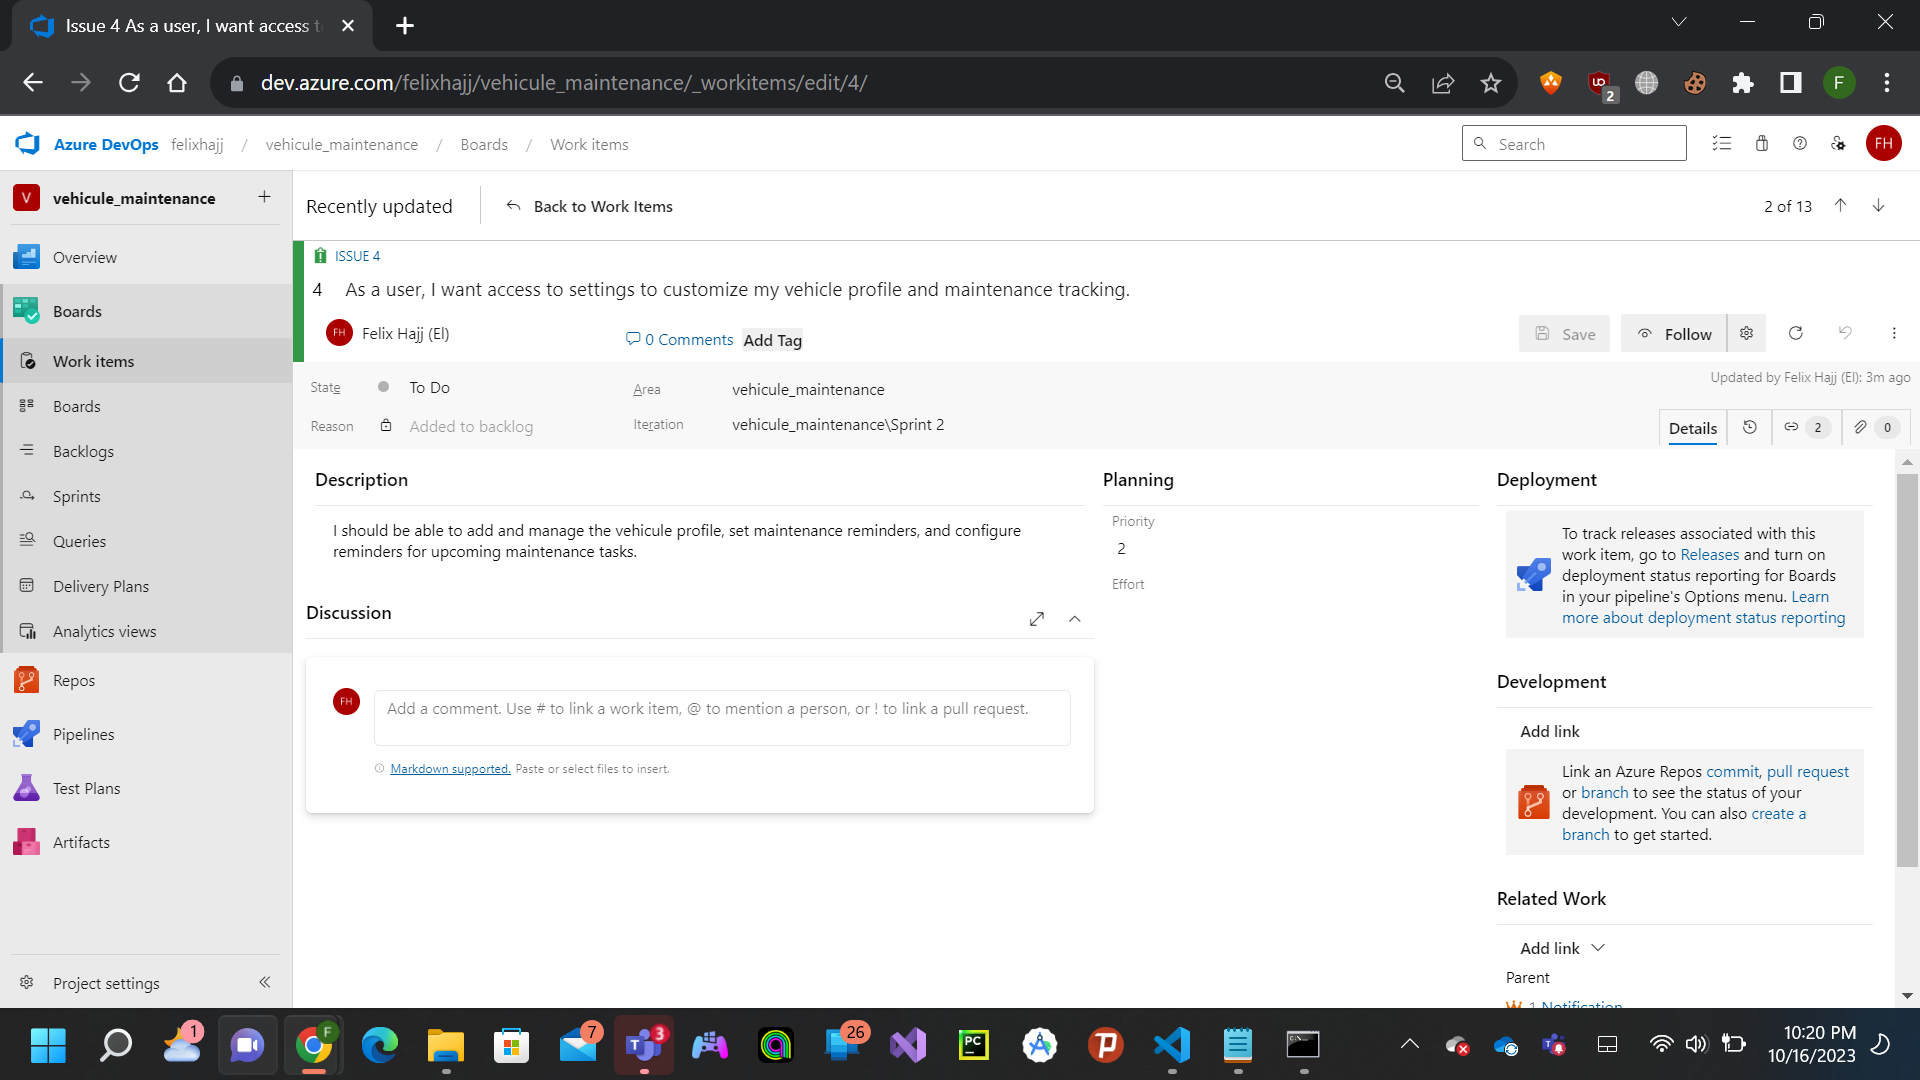 Issue 4 As a user, I want access to
dev.azure.com/felixhajj/vehicule_maintenance/_workitems/edit/4/
2
F
Azure DevOps felixhajj / vehicule_maintenance / Boards / Work items
Search
FH
V vehicule_maintenance
Overview
Boards
Work items
Boards
Backlogs
Sprints
Queries
Delivery Plans
Analytics views
Repos
Pipelines
Test Plans
Artifacts
Project settings
Recently updated
Back to Work Items
2 of 13
ISSUE 4
4 As a user, I want access to settings to customize my vehicle profile and maintenance tracking.
FH Felix Hajj (El)
0 Comments Add Tag
Save
Follow
State To Do
Area vehicule_maintenance
Updated by Felix Hajj (El): 3m ago
Reason Added to backlog
Iteration vehicule_maintenance\Sprint 2
Details
2
0
Description
I should be able to add and manage the vehicule profile, set maintenance reminders, and configure
reminders for upcoming maintenance tasks.
Discussion
FH
Add a comment. Use # to link a work item, @ to mention a person, or ! to link a pull request.
Markdown supported. Paste or select files to insert.
Planning
Priority
2
Effort
Deployment
To track releases associated with this
work item, go to Releases and turn on
deployment status reporting for Boards
in your pipeline's Options menu. Learn
more about deployment status reporting
Development
Add link
Link an Azure Repos commit, pull request
or branch to see the status of your
development. You can also create a
branch to get started.
Related Work
Add link
Parent
1 Notification
1
F
7
3
26
PC
10:20 PM
10/16/2023